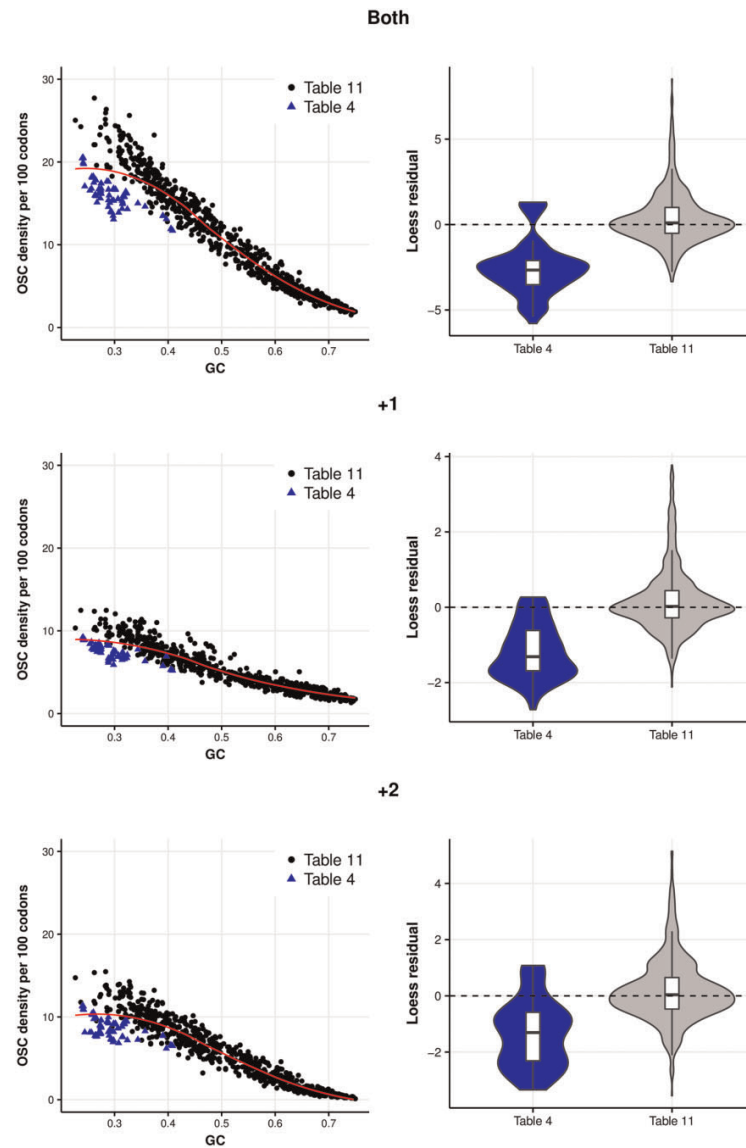 Both
OSC density per 100 codons
30
20
10
0
Table 11
Table 4
0.3 0.4 0.5 0.6 0.7
GC
Loess residual
5
0
−5
Table 4 Table 11
+1
OSC density per 100 codons
30
20
10
0
Table 11
Table 4
0.3 0.4 0.5 0.6 0.7
GC
Loess residual
4
2
0
−2
Table 4 Table 11
+2
OSC density per 100 codons
30
20
10
0
Table 11
Table 4
0.3 0.4 0.5 0.6 0.7
GC
Loess residual
4
2
0
−2
Table 4 Table 11